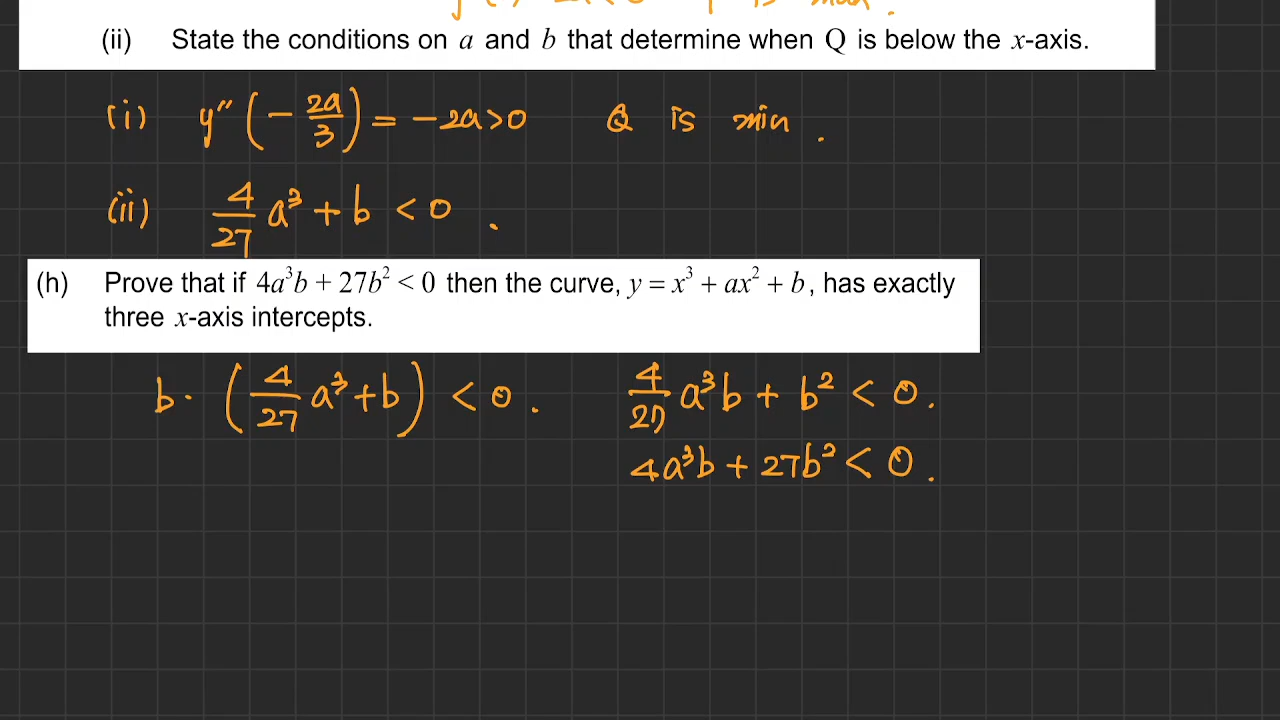 (ii) State the conditions on a and b that determine when Q is below the x-axis.
(i) y″(−2a/3) = −2a>0 Q is min.
(ii) 4/27 a³ + b < 0.
(h) Prove that if 4a³b + 27b² < 0 then the curve, y = x³ + ax² + b, has exactly
three x-axis intercepts.
b·(4/27 a³+b) < 0. 4/27 a³b + b² < 0.
4a³b + 27b² < 0.